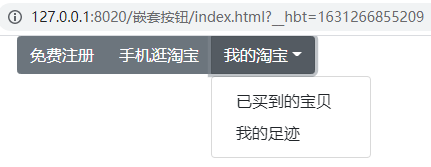 127.0.0.1:8020/嵌套按钮/index.html?__hbt=1631266855209
免费注册 手机逛淘宝 我的淘宝
已买到的宝贝
我的足迹